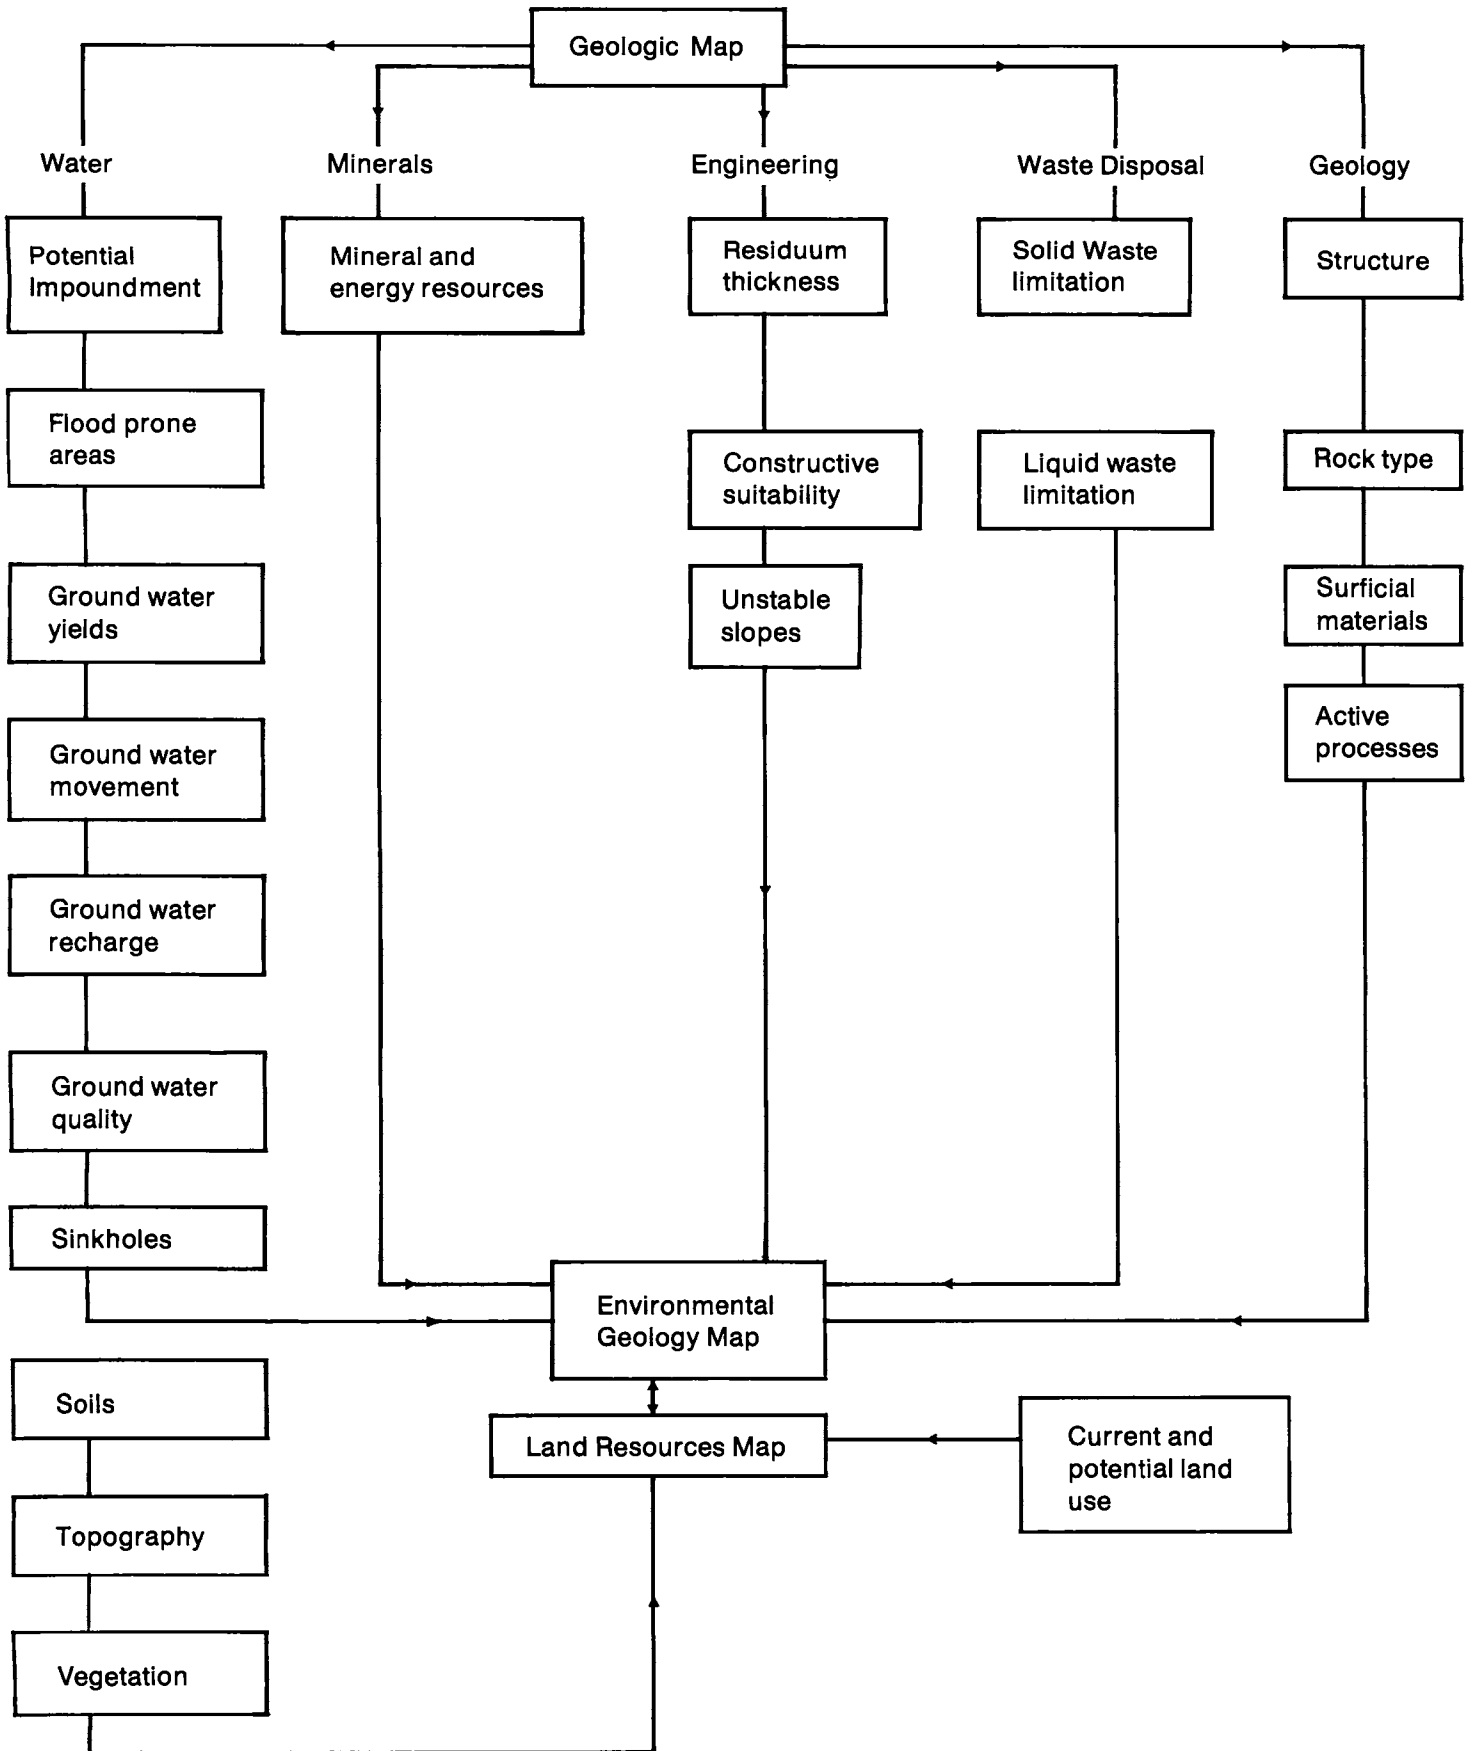 Geologic Map
Water
Minerals
Engineering
Waste Disposal
Geology
Potential
Impoundment
Mineral and
energy resources
Residuum
thickness
Solid Waste
limitation
Structure
Flood prone
areas
Constructive
suitability
Liquid waste
limitation
Rock type
Ground water
yields
Unstable
slopes
Surficial
materials
Ground water
movement
Active
processes
Ground water
recharge
Ground water
quality
Sinkholes
Environmental
Geology Map
Soils
Land Resources Map
Current and
potential land
use
Topography
Vegetation